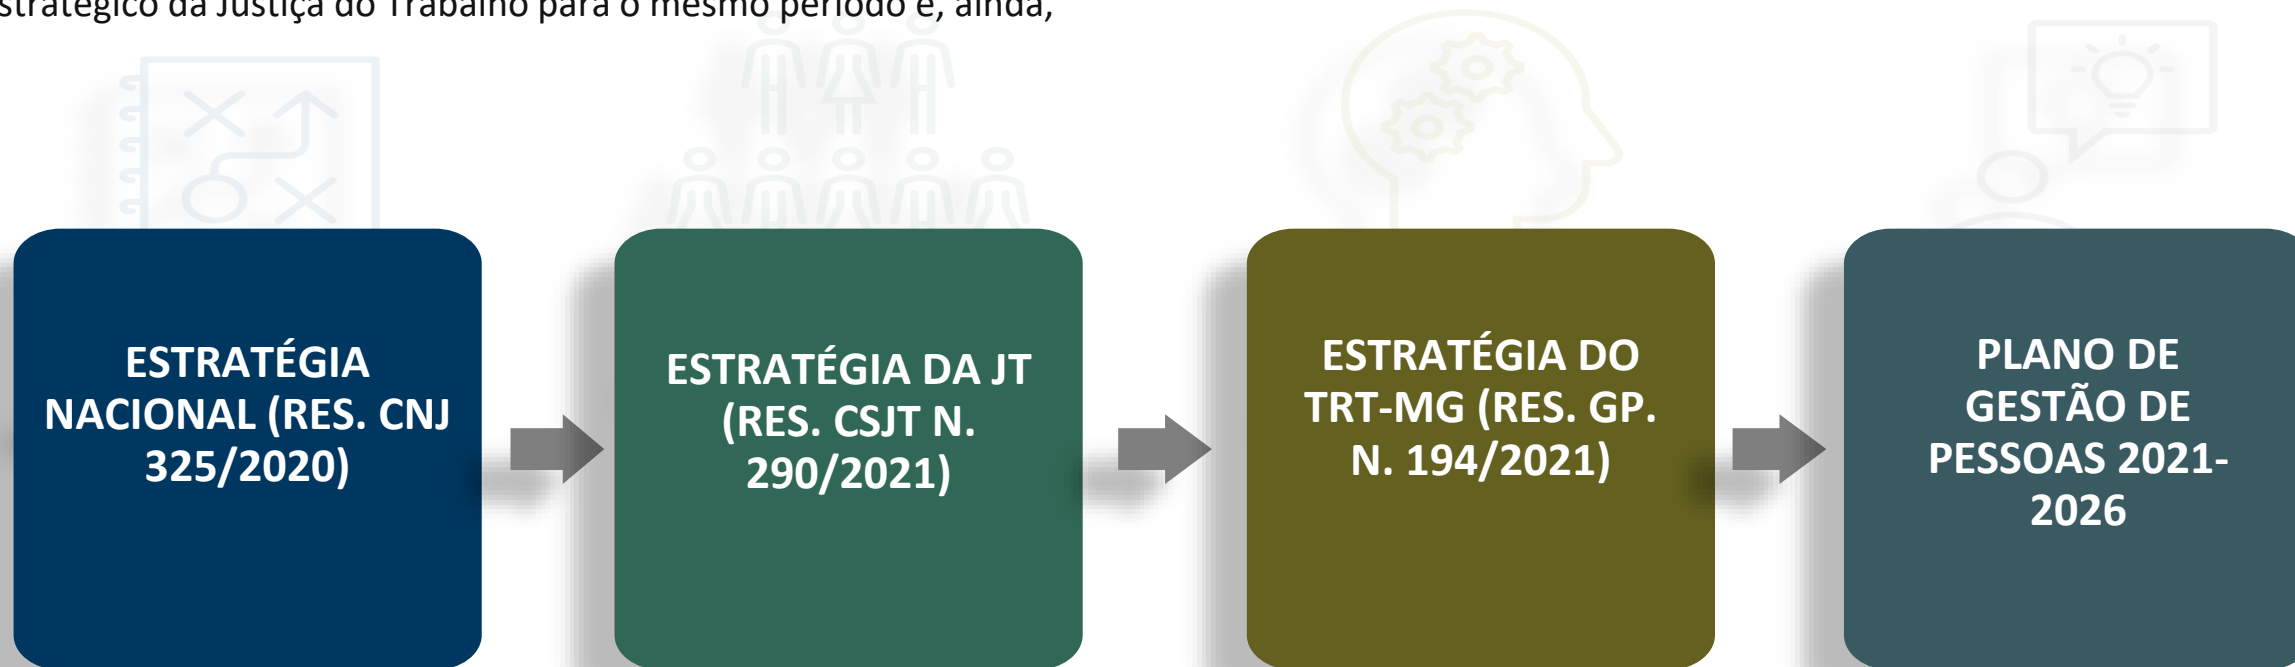 stratégico da Justiça do Trabalho para o mesmo período e, ainda,
ESTRATÉGIA
NACIONAL (RES. CNJ
325/2020)
ESTRATÉGIA DA JT
(RES. CSJT N.
290/2021)
ESTRATÉGIA DO
TRT-MG (RES. GP.
N. 194/2021)
PLANO DE
GESTÃO DE
PESSOAS 2021-
2026